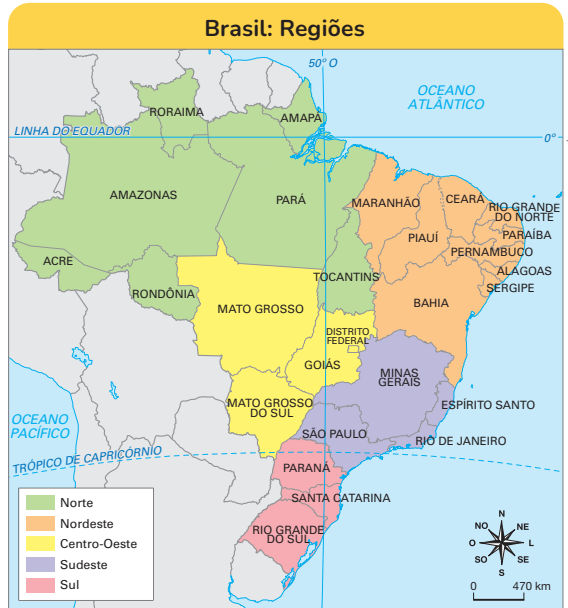 Brasil: Regiões
50° O
OCEANO
ATLÂNTICO
RORAIMA
AMAPÁ
LINHA DO EQUADOR
0°
AMAZONAS
PARÁ
MARANHÃO
CEARÁ
RIO GRANDE
DO NORTE
PARAÍBA
PIAUÍ
PERNAMBUCO
ACRE
ALAGOAS
TOCANTINS
SERGIPE
RONDÔNIA
MATO GROSSO
BAHIA
DISTRITO
FEDERAL
GOIÁS
MINAS
GERAIS
MATO GROSSO
DO SUL
ESPÍRITO SANTO
OCEANO
PACÍFICO
SÃO PAULO
RIO DE JANEIRO
TRÓPICO DE CAPRICÓRNIO
PARANÁ
SANTA CATARINA
RIO GRANDE
DO SUL
Norte
Nordeste
Centro-Oeste
Sudeste
Sul
N
NO
NE
O
L
SO
SE
S
0
470 km